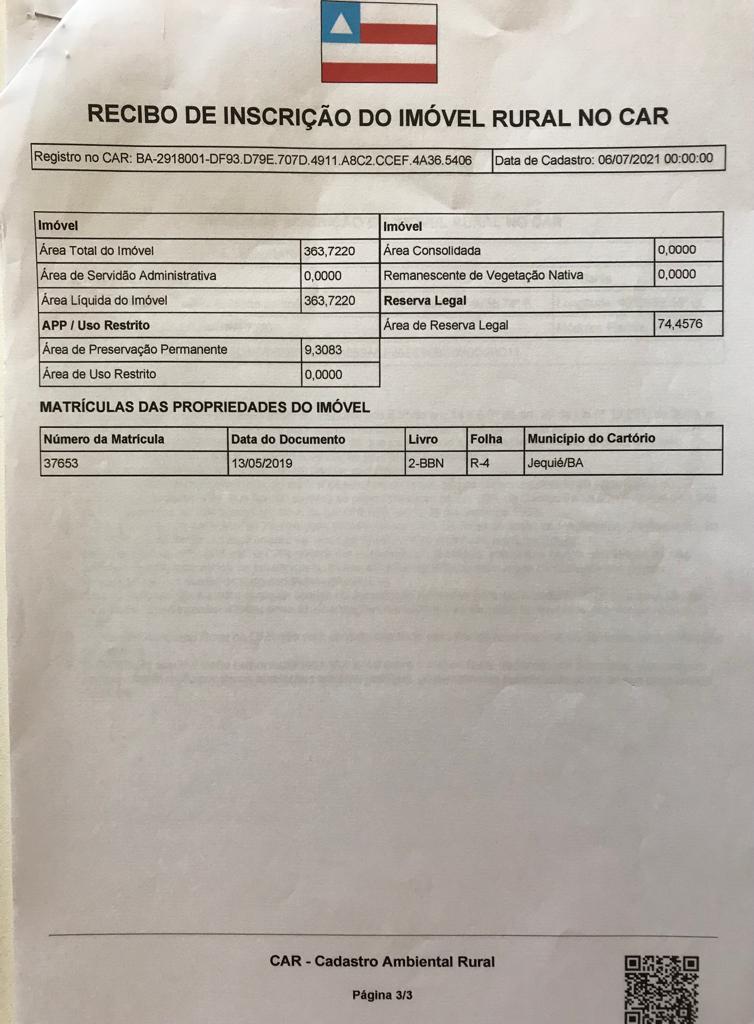 RECIBO DE INSCRIÇÃO DO IMÓVEL RURAL NO CAR
Registro no CAR: BA-2918001-DF93.D79E.707D.4911.A8C2.CCEF.4A36.5406 Data de Cadastro: 06/07/2021 00:00:00
Imóvel Imóvel
Área Total do Imóvel 363,7220 Área Consolidada 0,0000
Área de Servidão Administrativa 0,0000 Remanescente de Vegetação Nativa 0,0000
Área Líquida do Imóvel 363,7220 Reserva Legal
APP / Uso Restrito Área de Reserva Legal 74,4576
Área de Preservação Permanente 9,3083
Área de Uso Restrito 0,0000
MATRÍCULAS DAS PROPRIEDADES DO IMÓVEL
Número da Matrícula Data do Documento Livro Folha Município do Cartório
37653 13/05/2019 2-BBN R-4 Jequié/BA
CAR - Cadastro Ambiental Rural
Página 3/3